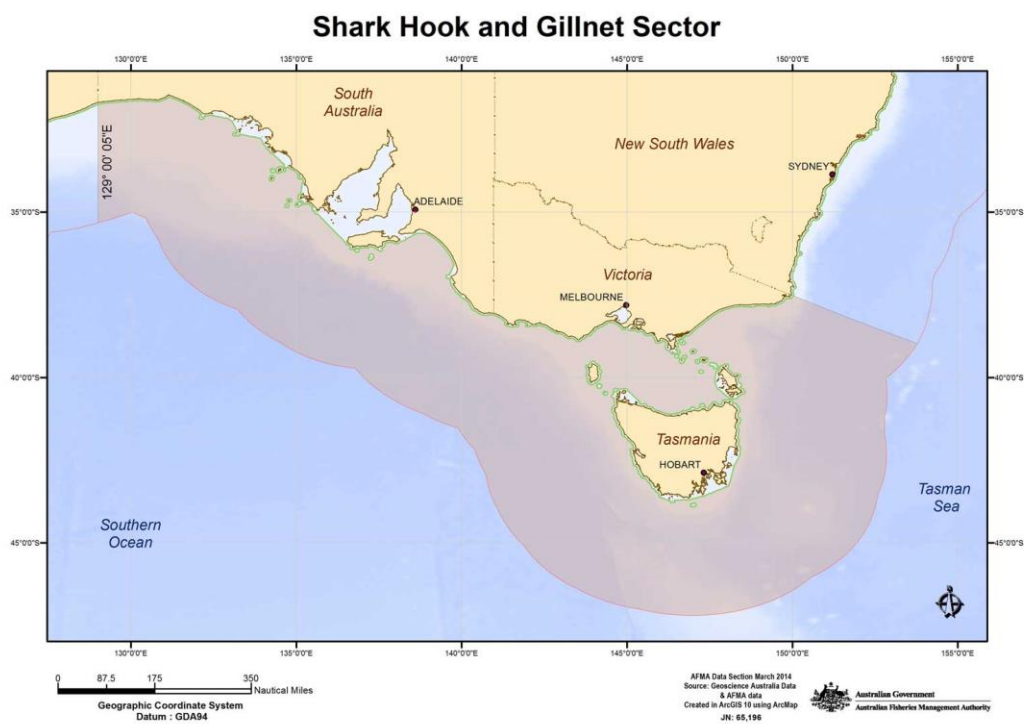 Shark Hook and Gillnet Sector
130°0'0"E 135°0'0"E 140°0'0"E 145°0'0"E 150°0'0"E 155°0'0"E
South
Australia
129° 00' 05"E
New South Wales
SYDNEY
ADELAIDE
35°0'0"S 35°0'0"S
Victoria
MELBOURNE
40°0'0"S 40°0'0"S
Tasmania
HOBART
Tasman
Sea
Southern
Ocean
45°0'0"S 45°0'0"S
130°0'0"E 135°0'0"E 140°0'0"E 145°0'0"E 150°0'0"E 155°0'0"E
0 87.5 175 350
Nautical Miles
Geographic Coordinate System
Datum : GDA94
AFMA Data Section March 2014
Source: Geoscience Australia Data
& AFMA data
Created in ArcGIS 10 using ArcMap
JN: 65,196
Australian Government
Australian Fisheries Management Authority